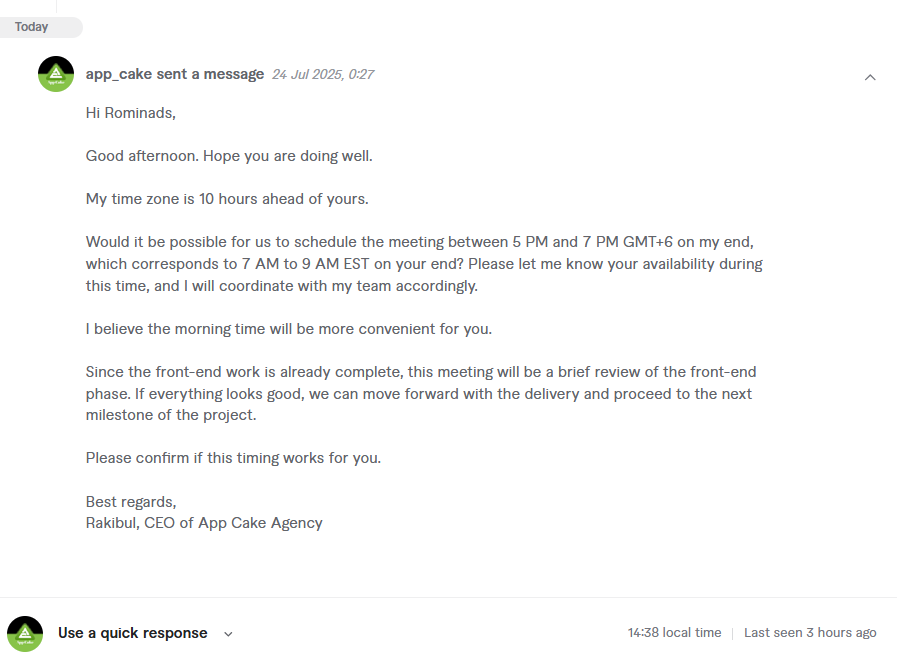 Today
app_cake sent a message 24 Jul 2025, 0:27
Hi Rominads,
Good afternoon. Hope you are doing well.
My time zone is 10 hours ahead of yours.
Would it be possible for us to schedule the meeting between 5 PM and 7 PM GMT+6 on my end,
which corresponds to 7 AM to 9 AM EST on your end? Please let me know your availability during
this time, and I will coordinate with my team accordingly.
I believe the morning time will be more convenient for you.
Since the front-end work is already complete, this meeting will be a brief review of the front-end
phase. If everything looks good, we can move forward with the delivery and proceed to the next
milestone of the project.
Please confirm if this timing works for you.
Best regards,
Rakibul, CEO of App Cake Agency
Use a quick response
14:38 local time
Last seen 3 hours ago